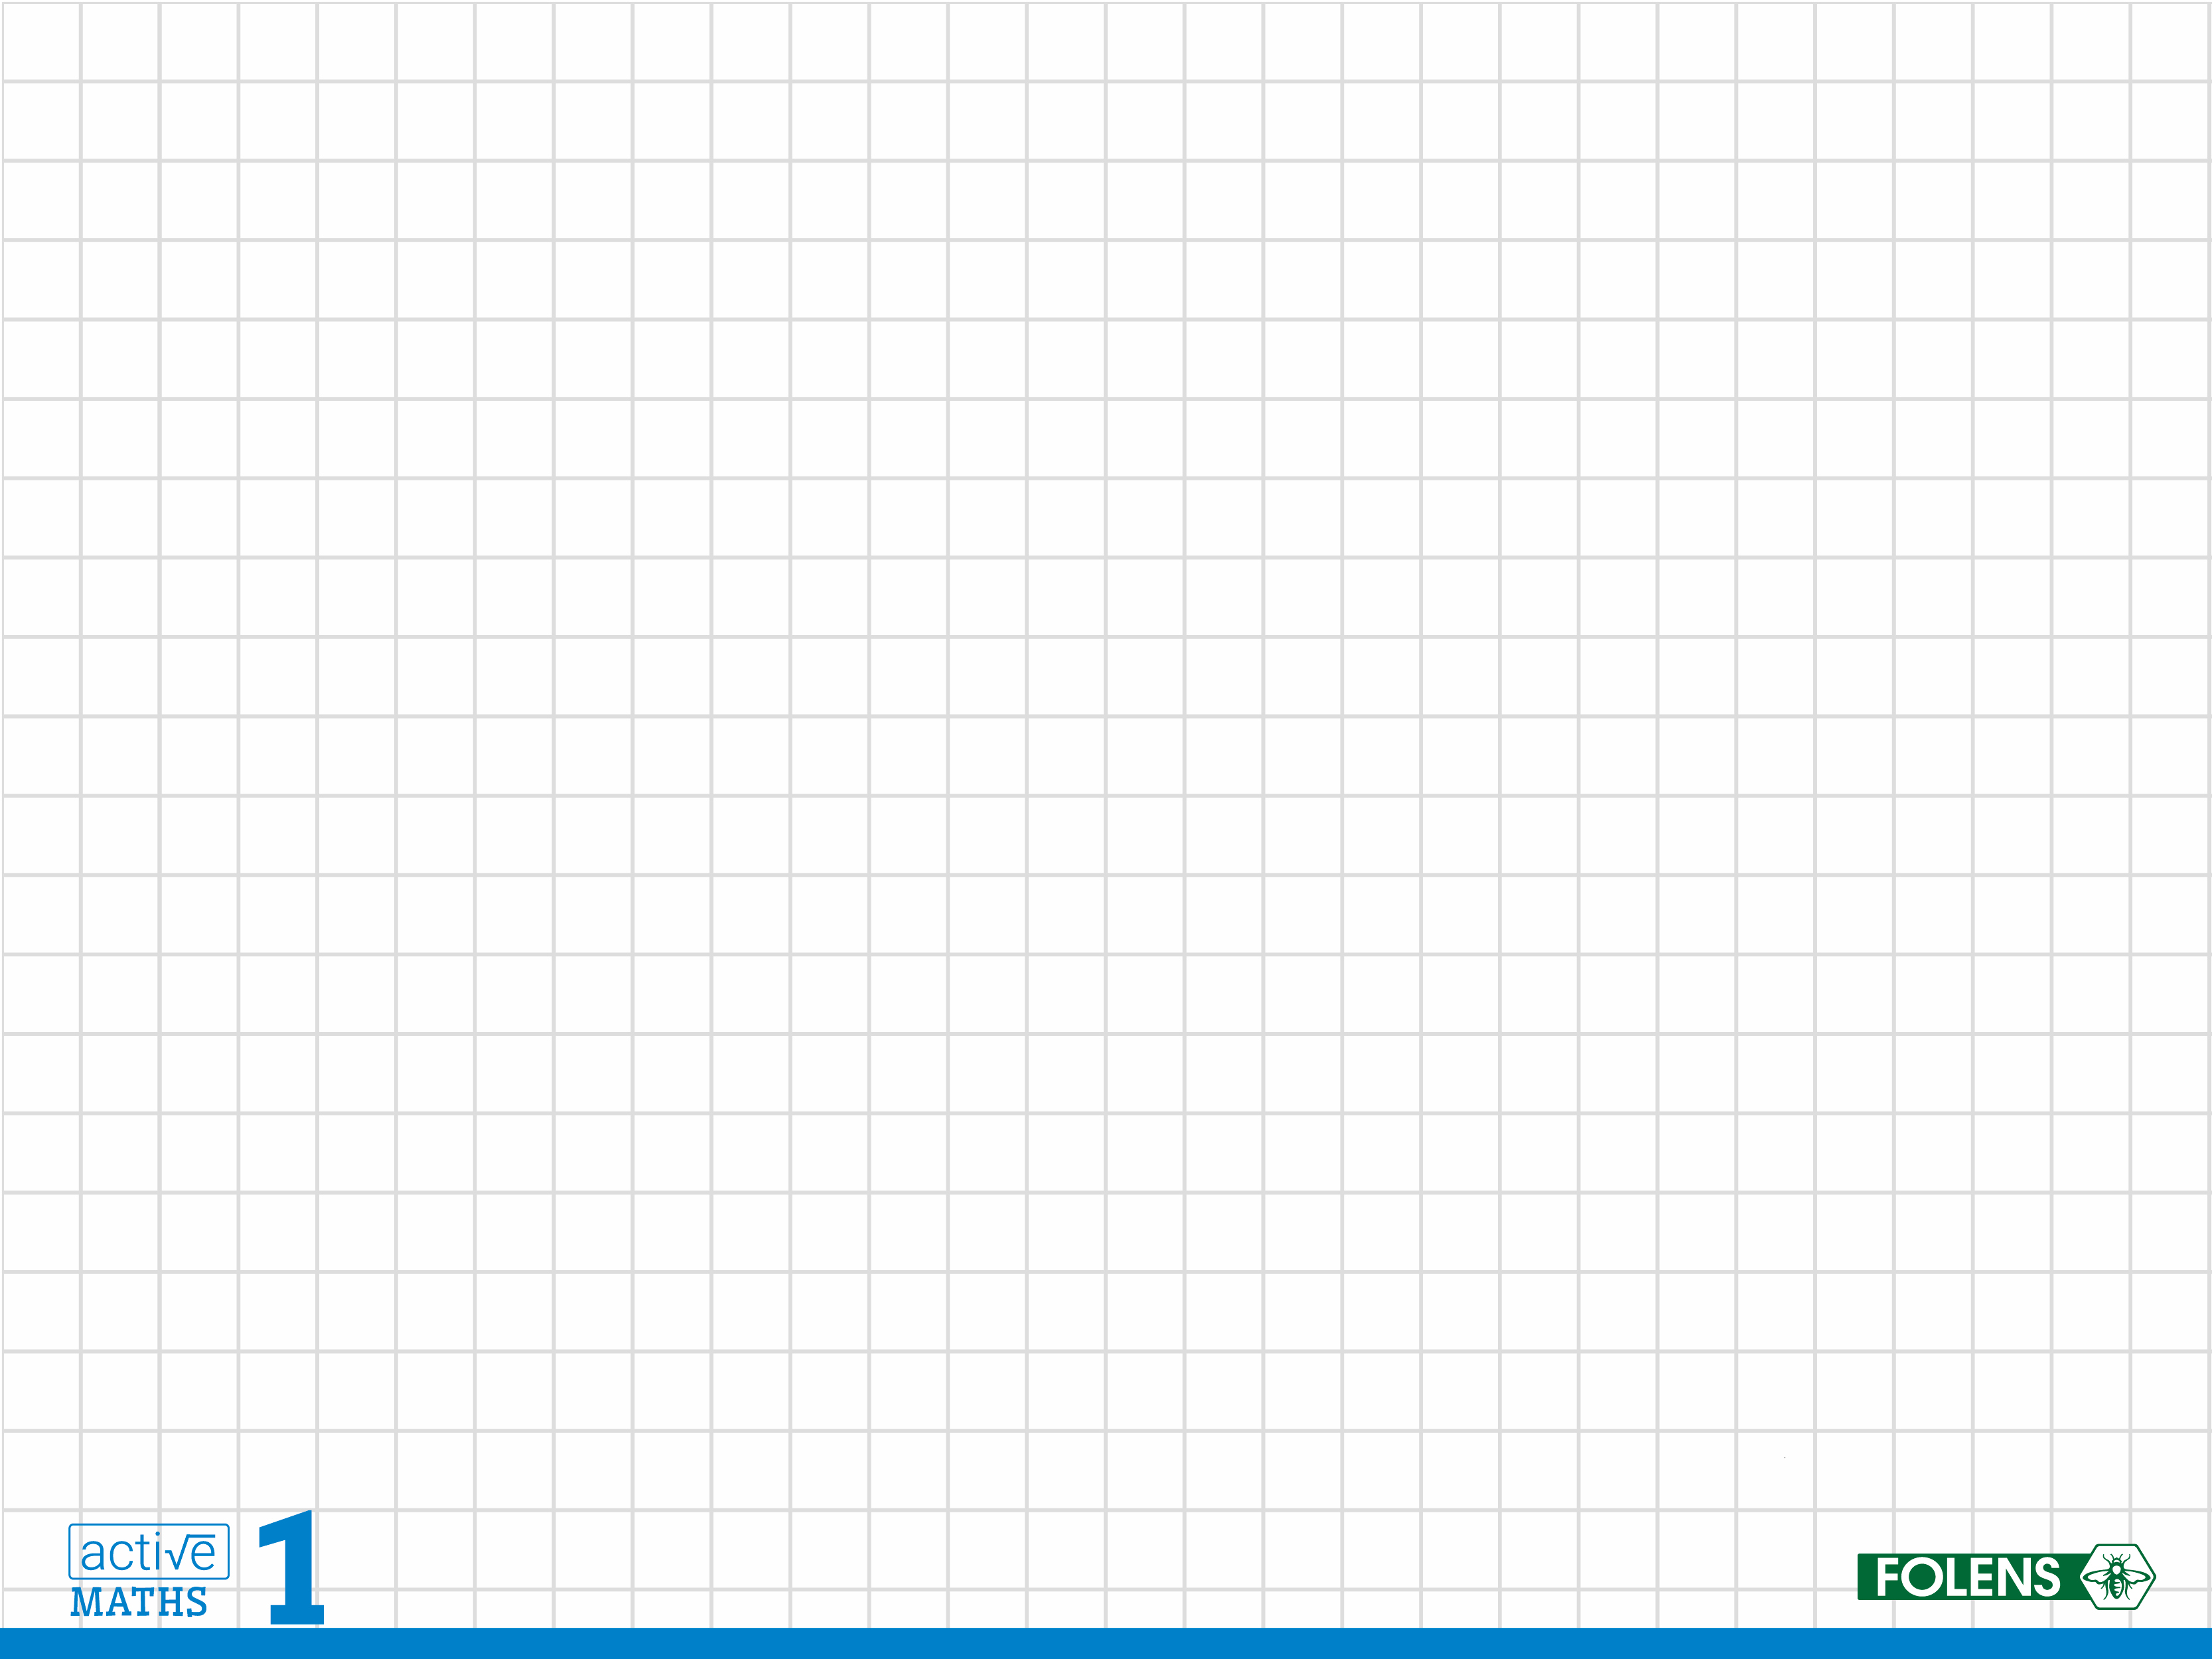 active
MATHS
1
FOLENS